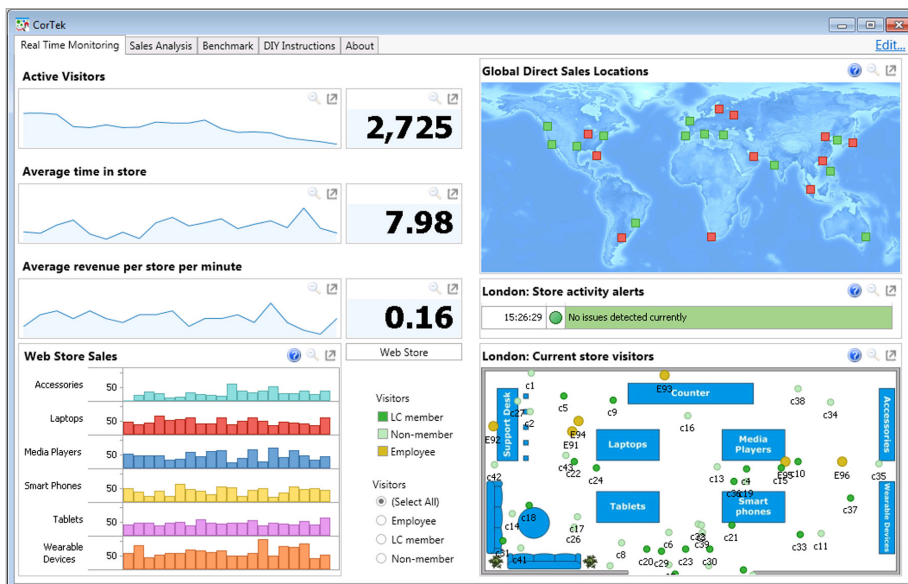 CorTek
Real Time Monitoring
Sales Analysis
Benchmark
DIY Instructions
About
Edit...
Active Visitors
2,725
Average time in store
7.98
Average revenue per store per minute
0.16
Web Store Sales
Accessories
50
Laptops
50
Media Players
50
Smart Phones
50
Tablets
50
Wearable
Devices
50
Web Store
Visitors
LC member
Non-member
Employee
Visitors
(Select All)
Employee
LC member
Non-member
Global Direct Sales Locations
London: Store activity alerts
15:26:29
No issues detected currently
London: Current store visitors
c1
E93
Counter
c38
c5
c9
c34
c27
c2
c16
Support Desk
E92
E94
E91
Laptops
Media
Players
Accessories
c42
c43
c22
c24
c13
c4
c15
E95
c10
E96
c35
c36
c19
c18
Tablets
Smart
phones
c37
Wearable Devices
c14
c17
c26
c21
c6
c39
c33
c11
c31
c41
c8
c20
c29
c23
c30